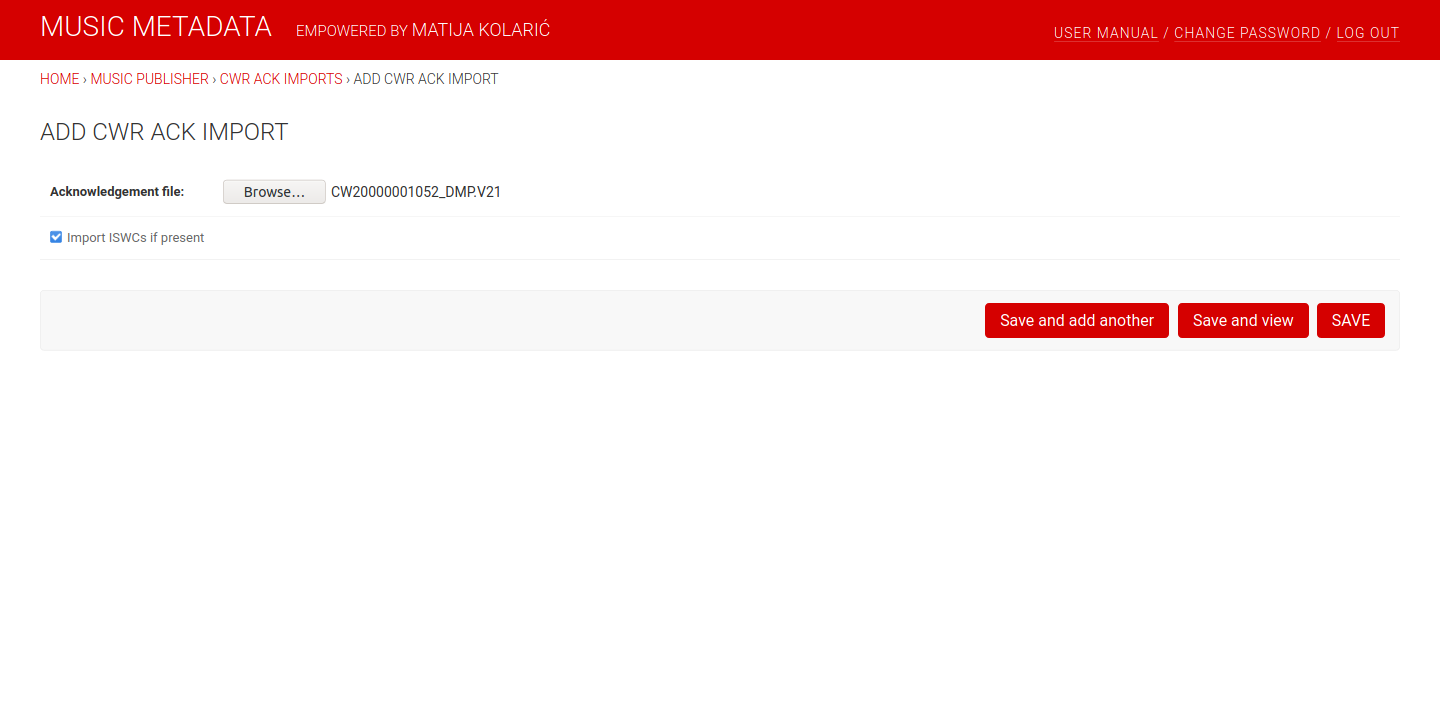 MUSIC METADATA EMPOWERED BY MATIJA KOLARIĆ USER MANUAL / CHANGE PASSWORD / LOG OUT
HOME › MUSIC PUBLISHER › CWR ACK IMPORTS › ADD CWR ACK IMPORT
ADD CWR ACK IMPORT
Acknowledgement file: Browse... CW20000001052_DMP.V21
Import ISWCs if present
Save and add another Save and view SAVE